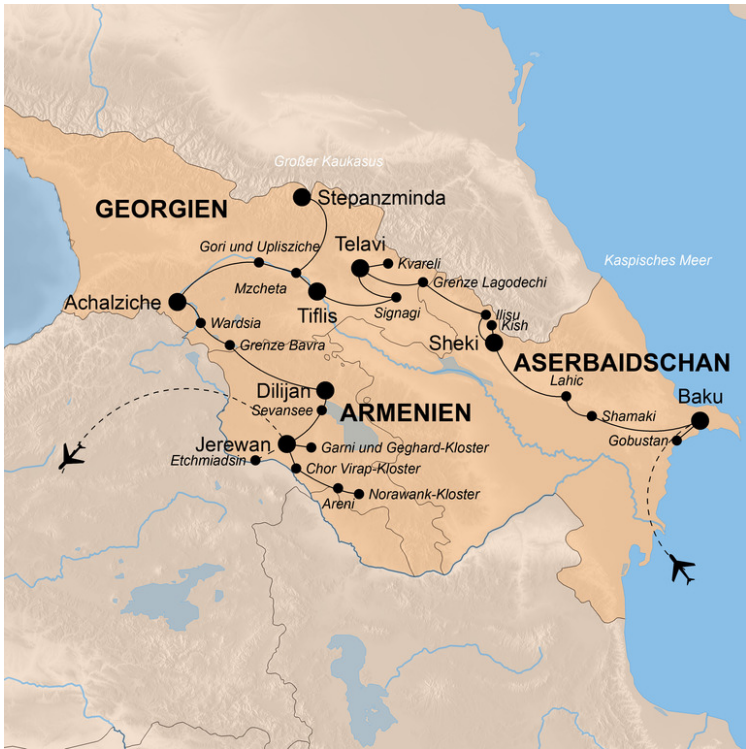 Großer Kaukasus
Stepanzminda
GEORGIEN
Gori und Uplisziche
Telavi
Kvareli
Kaspisches Meer
Grenze Lagodechi
Mzcheta
Achalziche
Tiflis
Signagi
Ilisu
Kish
Wardsia
Sheki
Grenze Bavra
ASERBAIDSCHAN
Lahic
Dilijan
Baku
Sevansee
ARMENIEN
Shamaki
Jerewan
Gobustan
Garni und Geghard-Kloster
Etchmiadsin
Chor Virap-Kloster
Norawank-Kloster
Areni